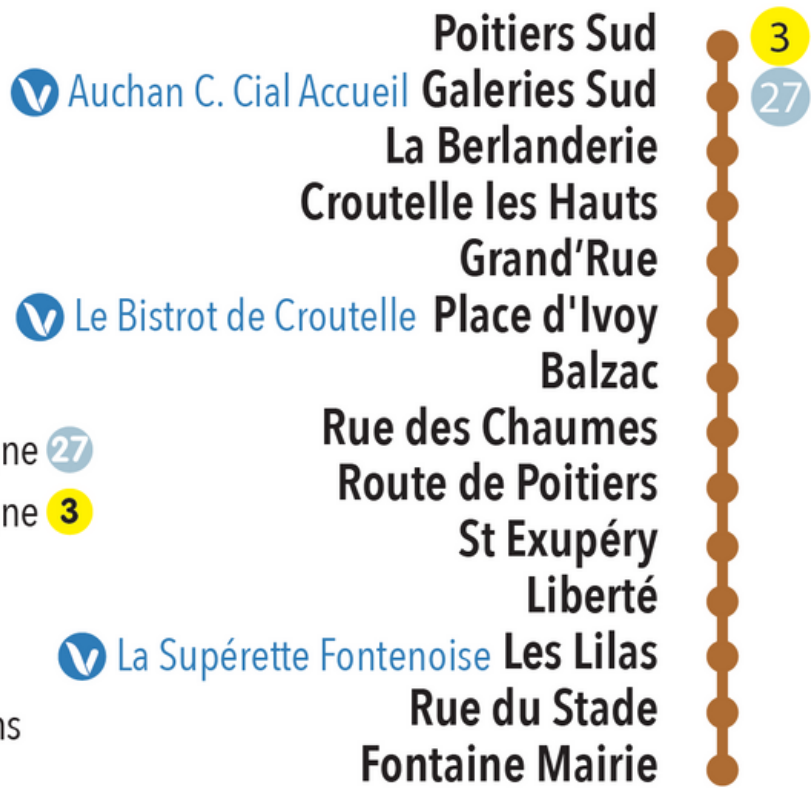 Poitiers Sud 3
Auchan C. Cial Accueil Galeries Sud 27
La Berlanderie
Croutelle les Hauts
Grand’Rue
Le Bistrot de Croutelle Place d'Ivoy
Balzac
Rue des Chaumes
ne 27
Route de Poitiers
ne 3
St Exupéry
Liberté
La Supérette Fontenoise Les Lilas
Rue du Stade
ns
Fontaine Mairie